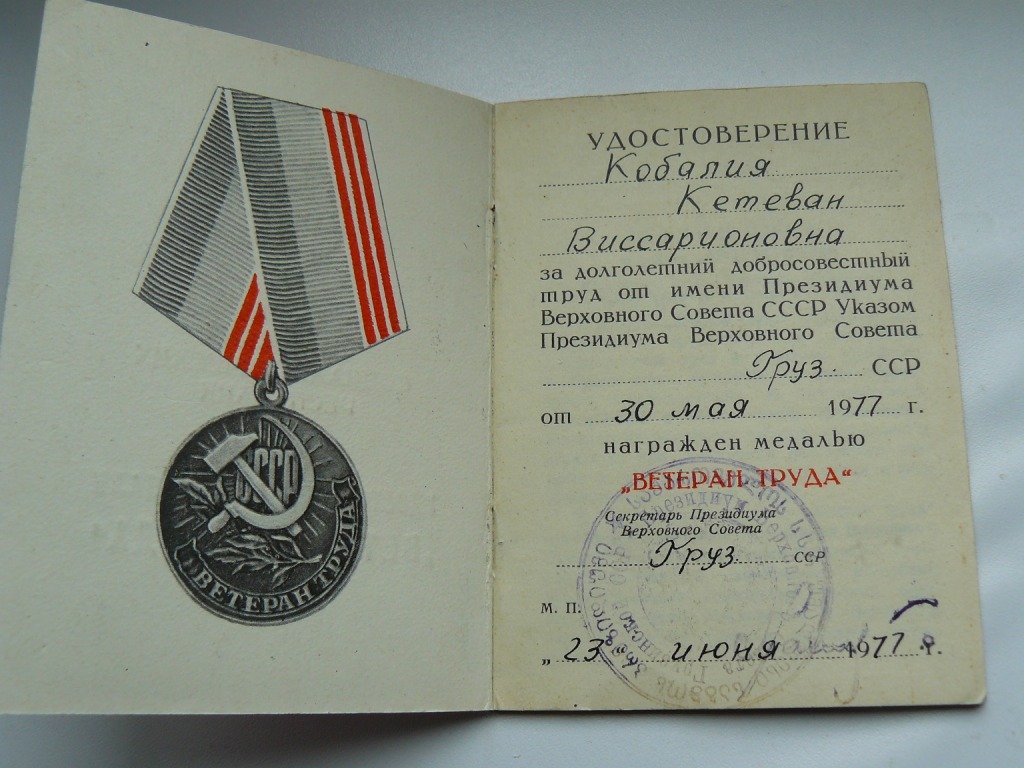 СССР
ВЕТЕРАН ТРУДА
УДОСТОВЕРЕНИЕ
Кобалия
Кетеван
Виссарионовна
за долголетний добросовестный
труд от имени Президиума
Верховного Совета СССР Указом
Президиума Верховного Совета
Груз. ССР
от 30 мая 1977 г.
награжден медалью
„ВЕТЕРАН ТРУДА“
Секретарь Президиума
Верховного Совета
Груз. ССР
М. П.
„23 июня 1977 г.